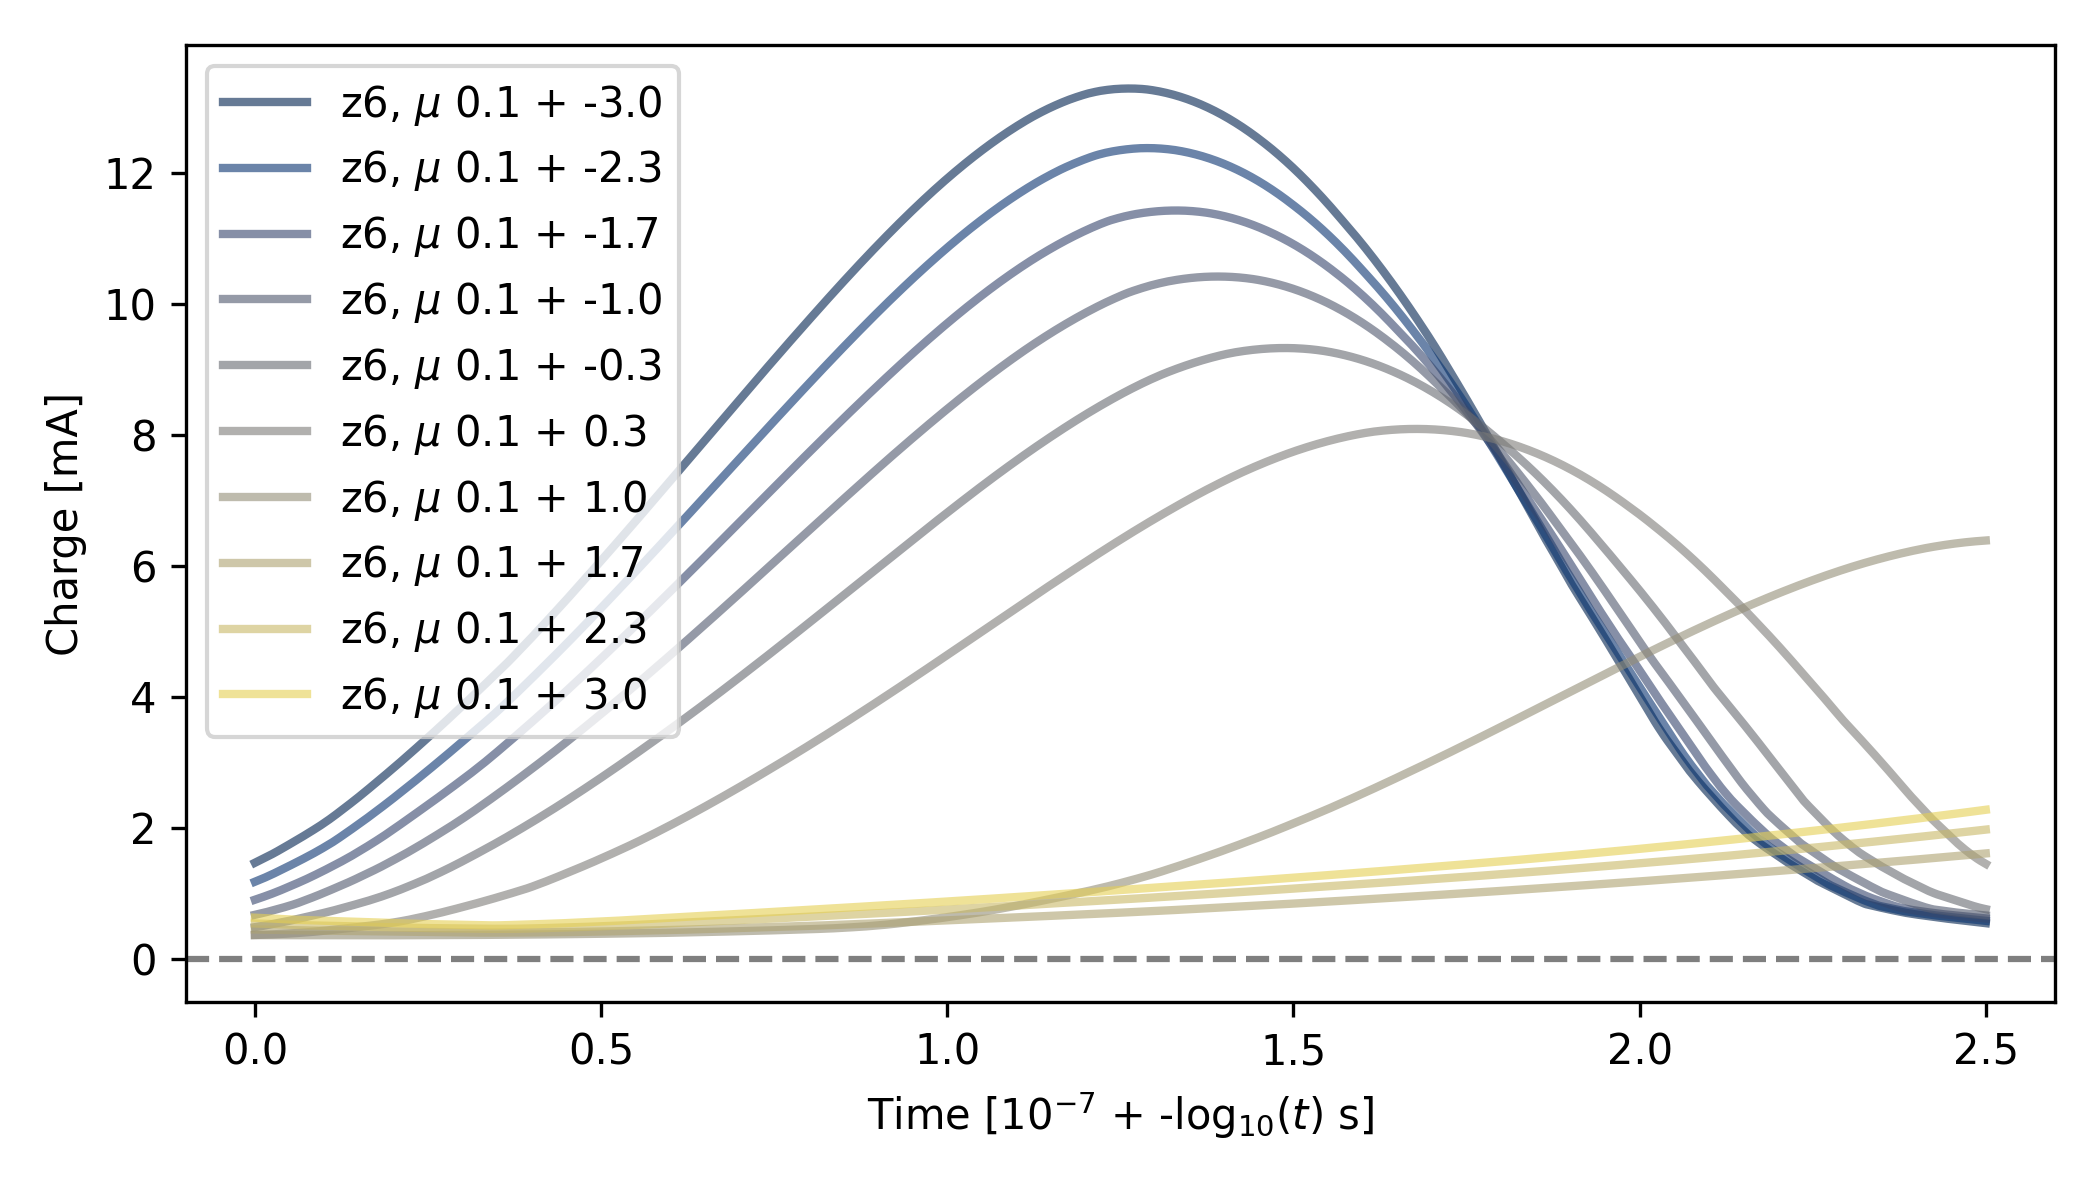 z6, μ 0.1 + -3.0
z6, μ 0.1 + -2.3
z6, μ 0.1 + -1.7
z6, μ 0.1 + -1.0
z6, μ 0.1 + -0.3
z6, μ 0.1 + 0.3
z6, μ 0.1 + 1.0
z6, μ 0.1 + 1.7
z6, μ 0.1 + 2.3
z6, μ 0.1 + 3.0
12
10
8
6
4
2
0
Charge [mA]
0.0 0.5 1.0 1.5 2.0 2.5
Time [10⁻⁷ + -log₁₀(t) s]